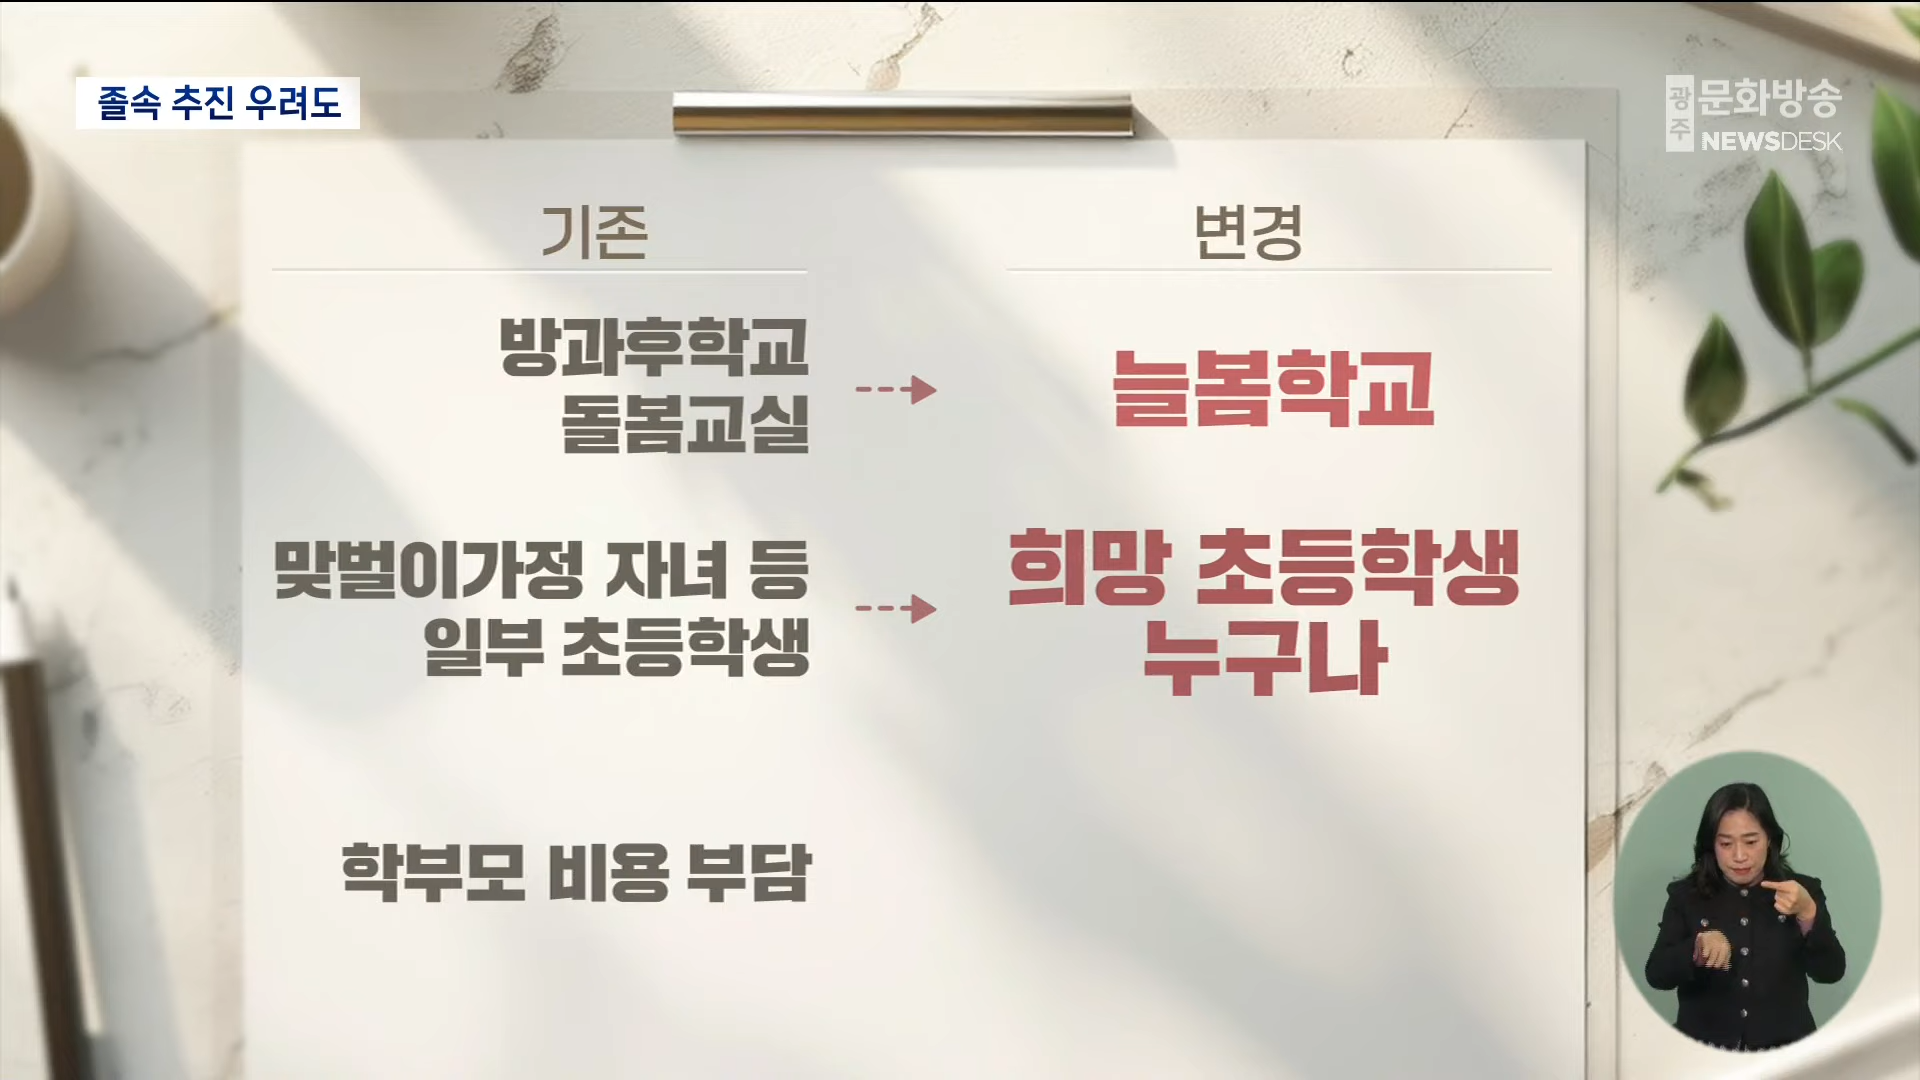 졸속 추진 우려도
광주
문화방송
NEWSDESK
기존
변경
방과후학교
돌봄교실
늘봄학교
맞벌이가정 자녀 등
일부 초등학생
희망 초등학생
누구나
학부모 비용 부담